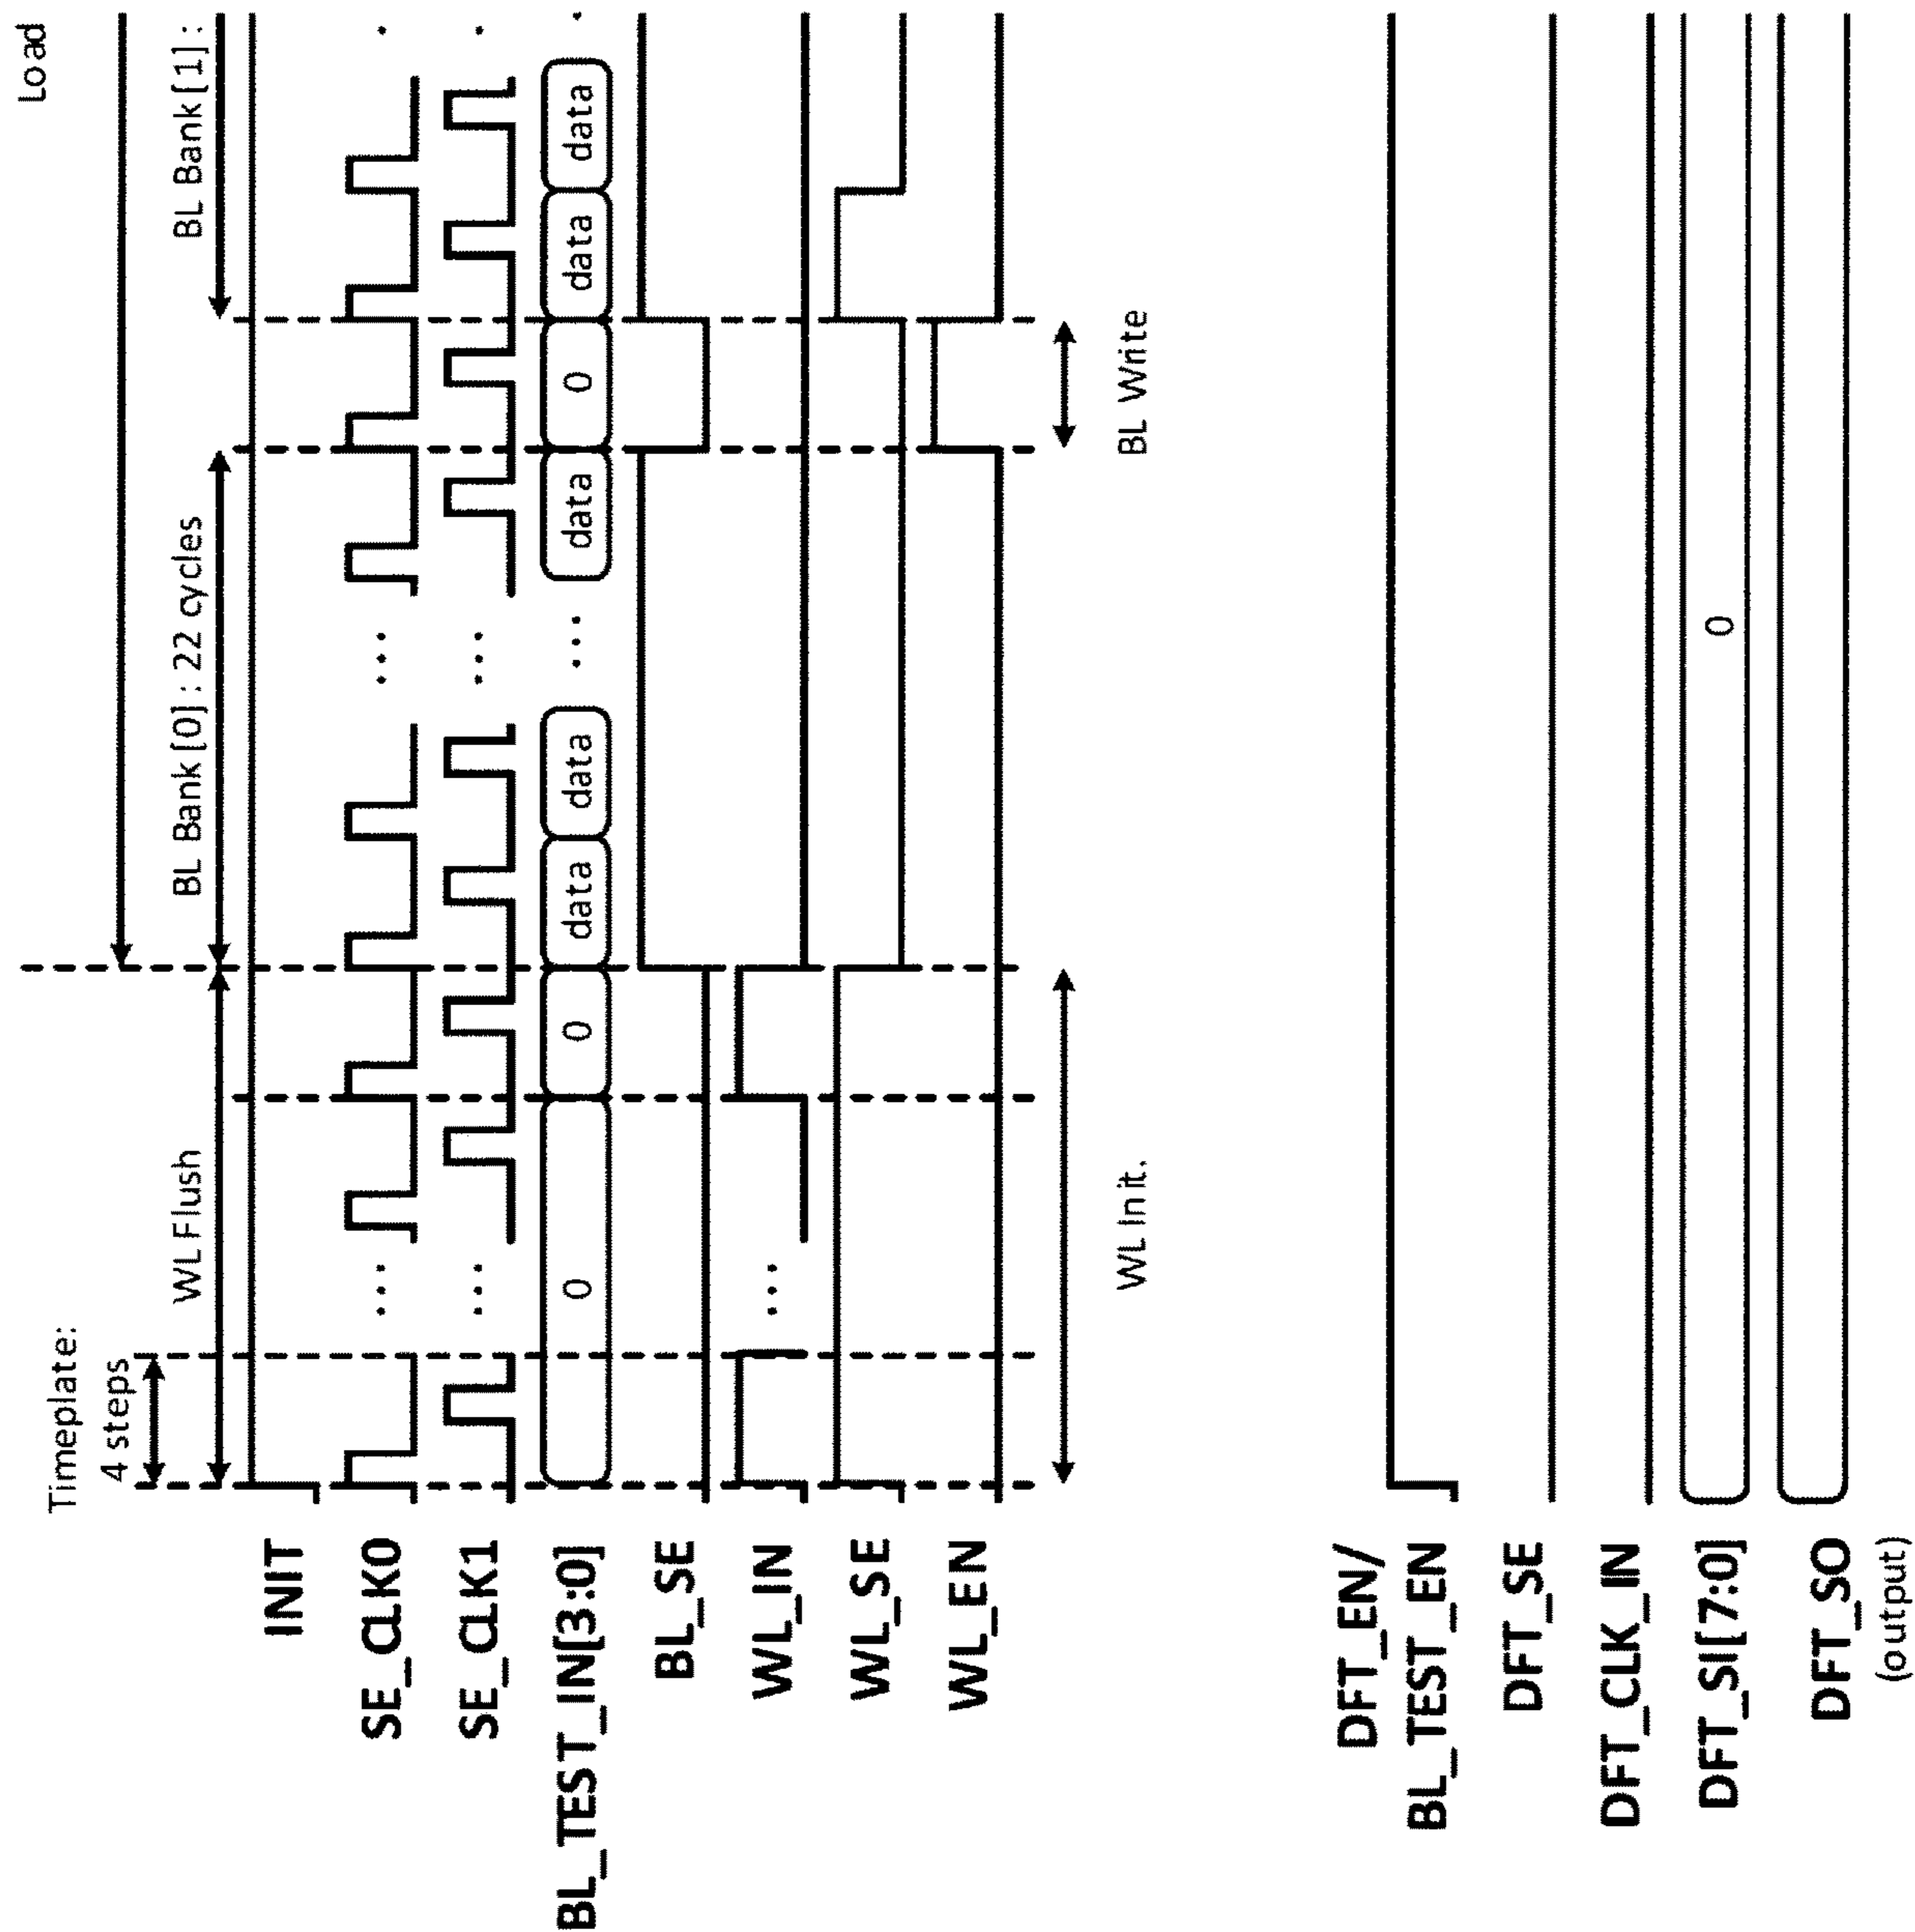 Load
Timeplate:
4 steps
WL Flush
BL Bank[0] : 22 cycles
BL Bank[1] :
INIT
SE_CLK0
...
...
.
SE_CLK1
...
...
.
BL_TEST_IN[3:0]
0
0
data
data
...
data
0
data
data
.
BL_SE
WL_IN
...
WL_SE
WL_EN
WL Init.
BL Write
DFT_EN/
BL_TEST_EN
DFT_SE
DFT_CLK_IN
DFT_SI[7:0]
0
DFT_SO
(output)